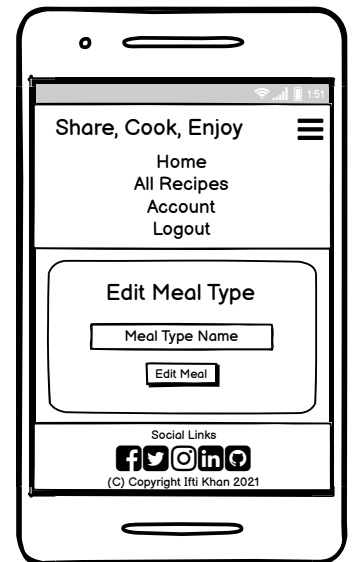 1:51
Share, Cook, Enjoy
Home
All Recipes
Account
Logout
Edit Meal Type
Meal Type Name
Edit Meal
Social Links
(C) Copyright Ifti Khan 2021